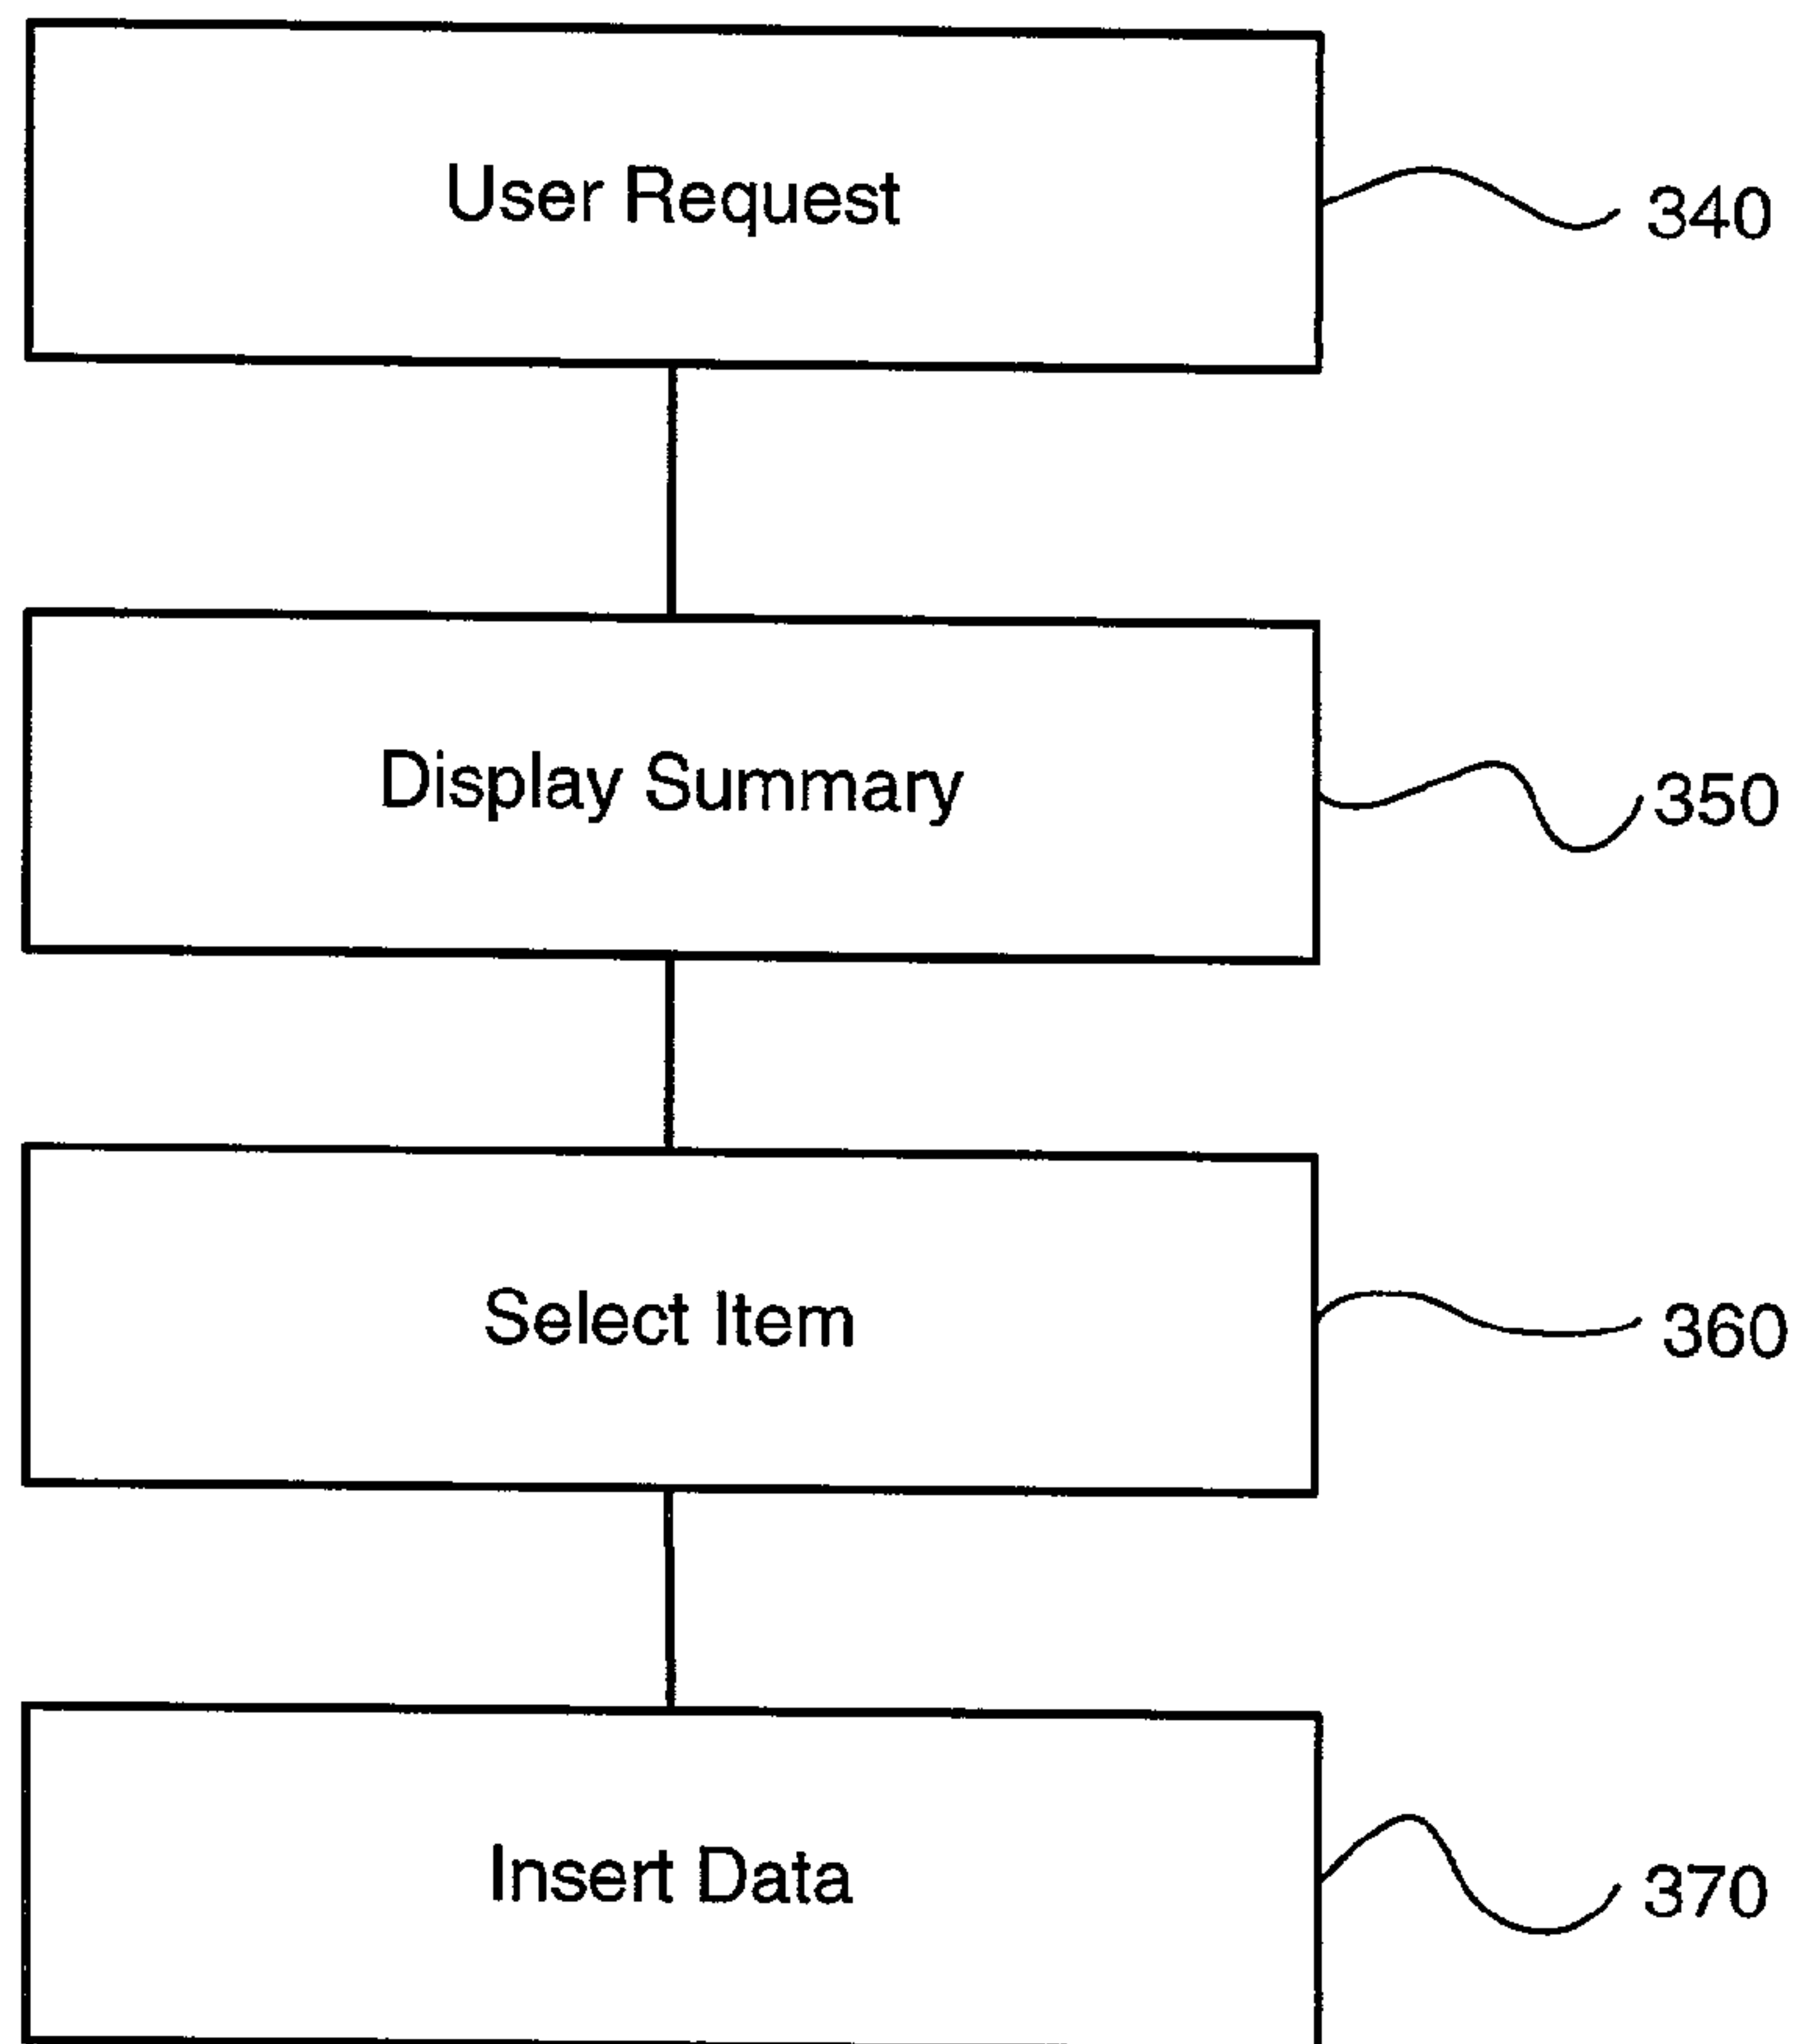 User Request
340
Display Summary
350
Select Item
360
Insert Data
370